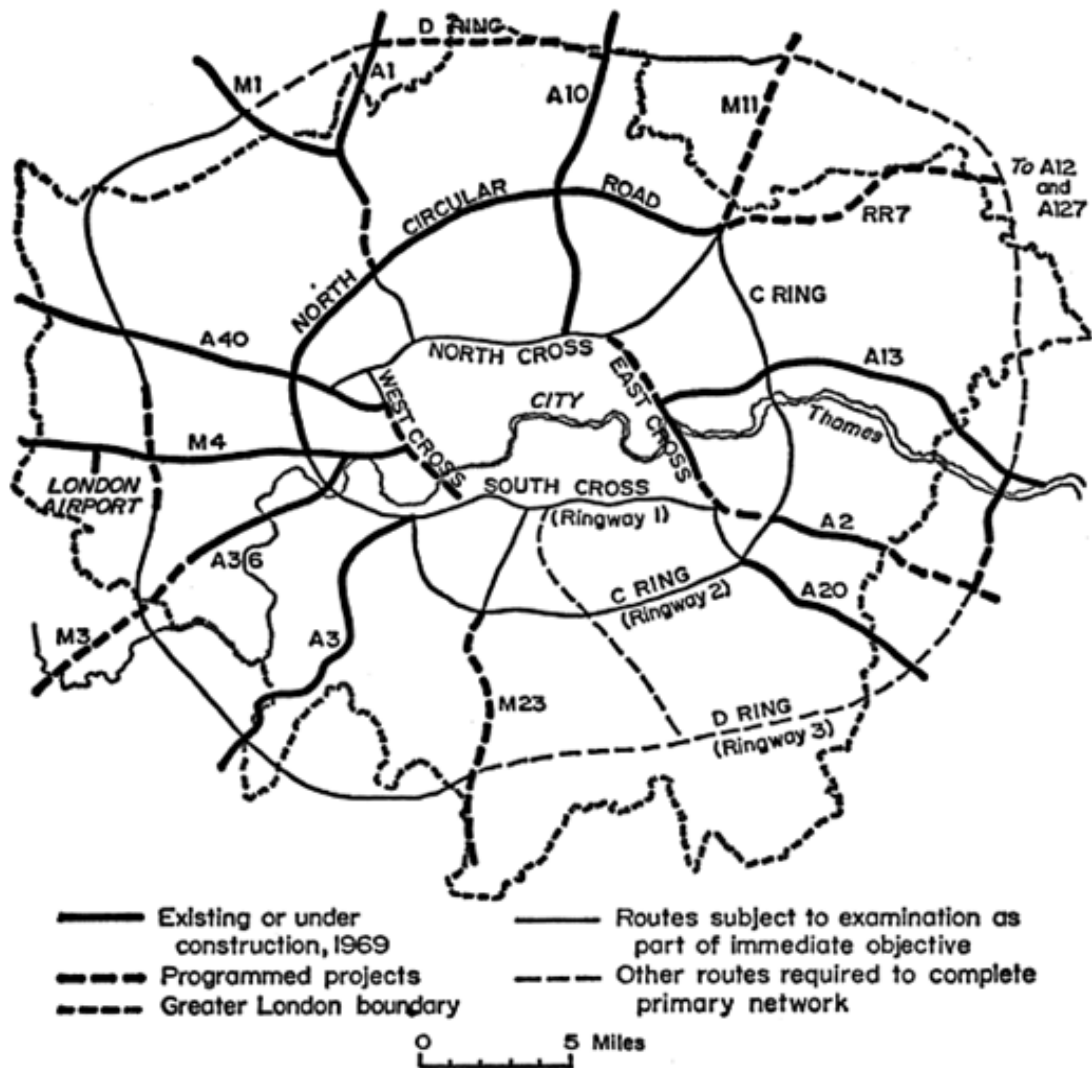 D RING
M1
A1
A10
M11
To A12
and
A127
NORTH CIRCULAR ROAD
RR7
C RING
A40
NORTH CROSS
A13
WEST CROSS
CITY
EAST CROSS
Thames
M4
LONDON
AIRPORT
SOUTH CROSS
(Ringway 1)
A2
A36
C RING
(Ringway 2)
A20
M3
A3
M23
D RING
(Ringway 3)
Existing or under
construction, 1969
Programmed projects
Greater London boundary
Routes subject to examination as
part of immediate objective
Other routes required to complete
primary network
0 5 Miles